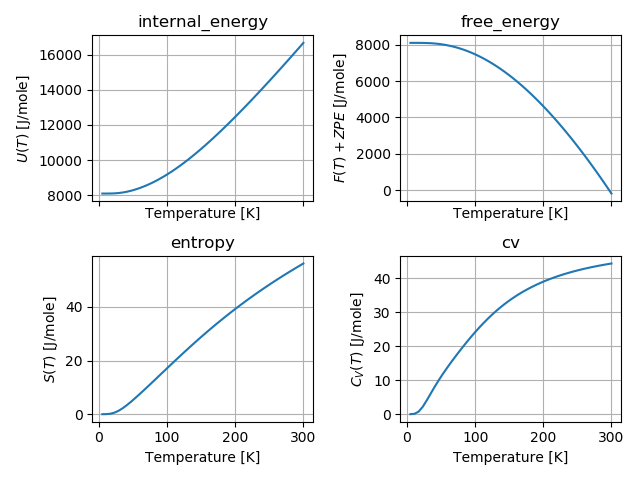 internal_energy
16000
14000
12000
10000
8000
U(T) [J/mole]
Temperature [K]
free_energy
8000
6000
4000
2000
0
F(T) + ZPE [J/mole]
Temperature [K]
entropy
40
20
0
S(T) [J/mole]
0 100 200 300
Temperature [K]
cv
40
30
20
10
0
C_V(T) [J/mole]
0 100 200 300
Temperature [K]